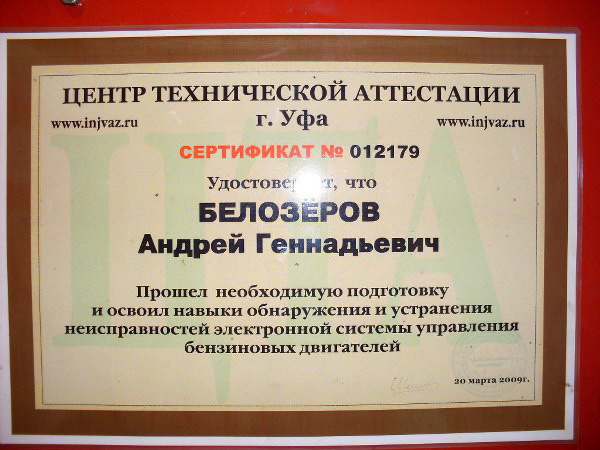 ЦЕНТР ТЕХНИЧЕСКОЙ АТТЕСТАЦИИ
www.injvaz.ru г. Уфа www.injvaz.ru
СЕРТИФИКАТ № 012179
Удостоверяет, что
БЕЛОЗЁРОВ
Андрей Геннадьевич
Прошел необходимую подготовку
и освоил навыки обнаружения и устранения
неисправностей электронной системы управления
бензиновых двигателей
20 марта 2009г.
ЦТА